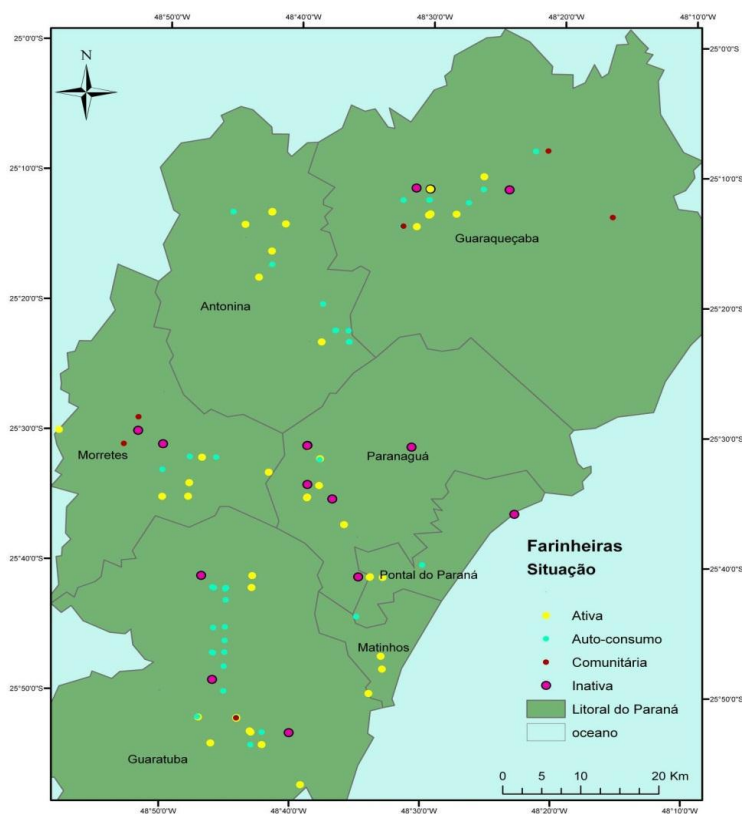 48°50'0"W 48°40'0"W 48°30'0"W 48°20'0"W 48°10'0"W
25°0'0"S 25°0'0"S
N
25°10'0"S 25°10'0"S
Guaraqueçaba
25°20'0"S 25°20'0"S
Antonina
25°30'0"S 25°30'0"S
Morretes Paranaguá
25°40'0"S 25°40'0"S
Pontal do Paraná
Matinhos
25°50'0"S 25°50'0"S
Guaratuba
Farinheiras
Situação
Ativa
Auto-consumo
Comunitária
Inativa
Litoral do Paraná
oceano
0 5 10 20 Km
48°50'0"W 48°40'0"W 48°30'0"W 48°20'0"W 48°10'0"W